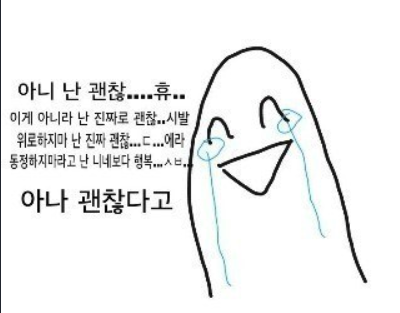 아니 난 괜찮....휴..
이게 아니라 난 진짜로 괜찮..시발
위로하지마 난 진짜 괜찮...ㄷ...에라
동정하지마라고 난 니네보다 행복...ㅅㅂ...
아나 괜찮다고